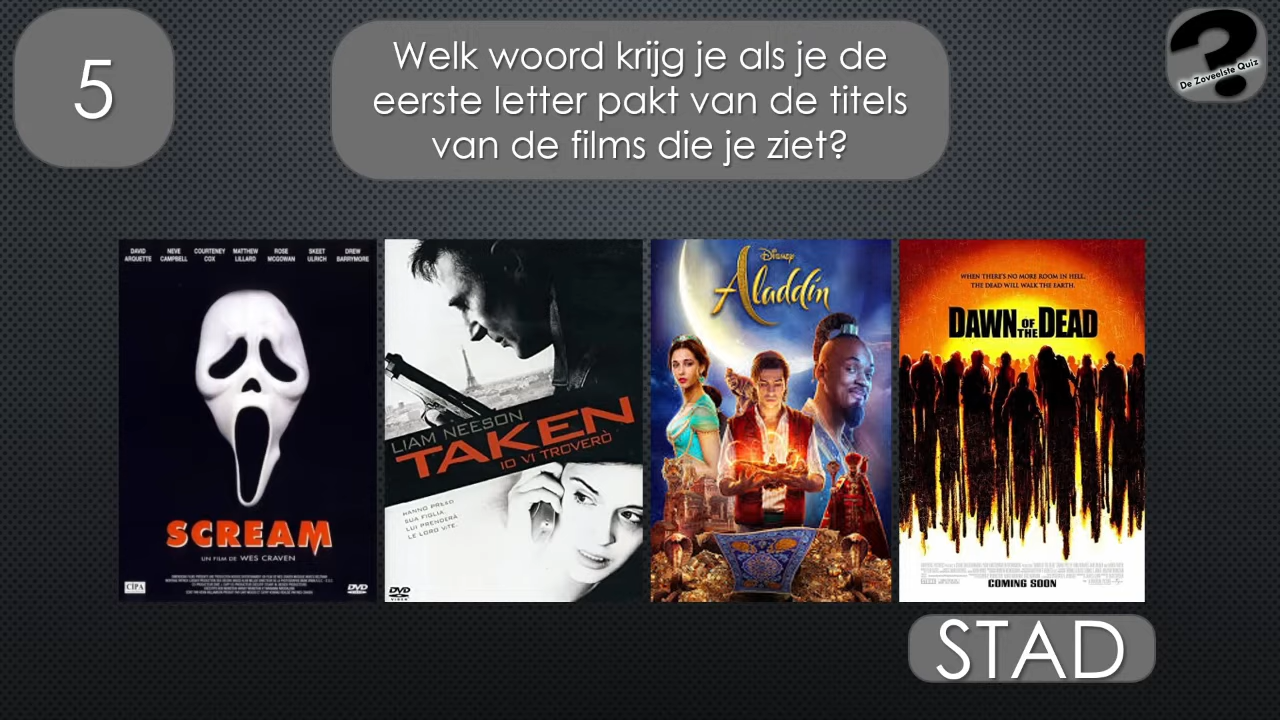 5
Welk woord krijg je als je de
eerste letter pakt van de titels
van de films die je ziet?
De Zoveelste Quiz
DAVID ARQUETTE NEVE CAMPBELL COURTENEY COX MATTHEW LILLARD ROSE MCGOWAN SKEET ULRICH DREW BARRYMORE
SCREAM
UN FILM DE WES CRAVEN
CIPA
DVD
LIAM NEESON
TAKEN
IO VI TROVERÒ
HANNO PRESO
SUA FIGLIA.
LUI PRENDERÀ
LE LORO VITE.
DVD
VIDEO
Disney
Aladdin
WHEN THERE'S NO MORE ROOM IN HELL,
THE DEAD WILL WALK THE EARTH.
DAWN OF THE DEAD
COMING SOON
STAD